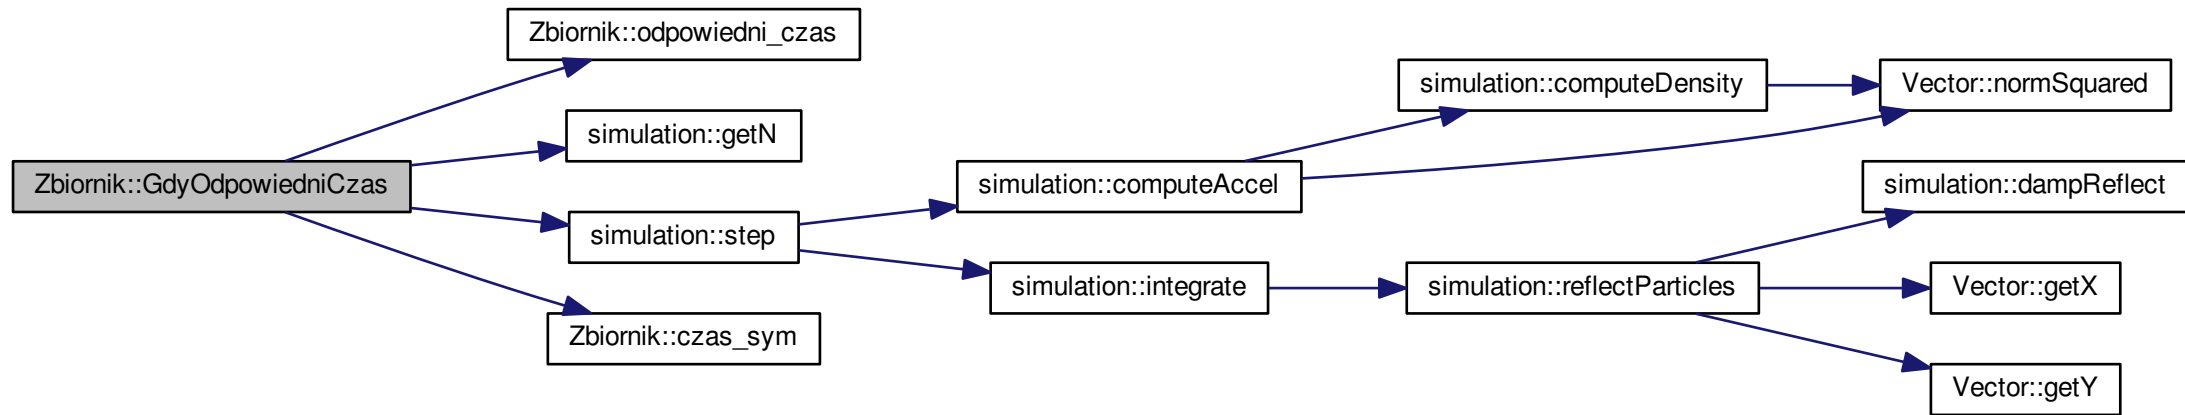 Zbiornik::GdyOdpowiedniCzas
Zbiornik::odpowiedni_czas
simulation::getN
simulation::step
Zbiornik::czas_sym
simulation::computeAccel
simulation::integrate
simulation::computeDensity
simulation::reflectParticles
Vector::normSquared
simulation::dampReflect
Vector::getX
Vector::getY